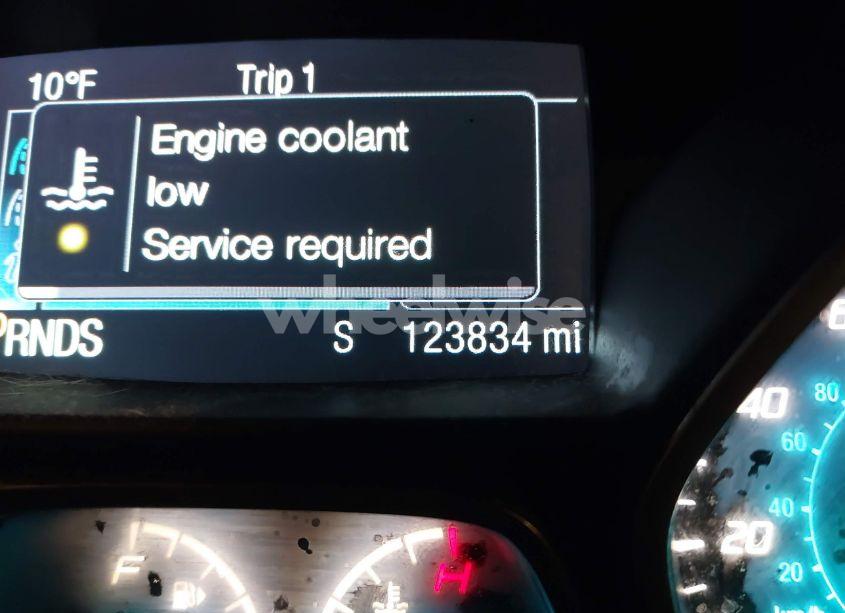 10°F Trip 1
Engine coolant
low
Service required
wheelwise
PRNDS S 123834 mi
80
40
60
40
20
20
F H